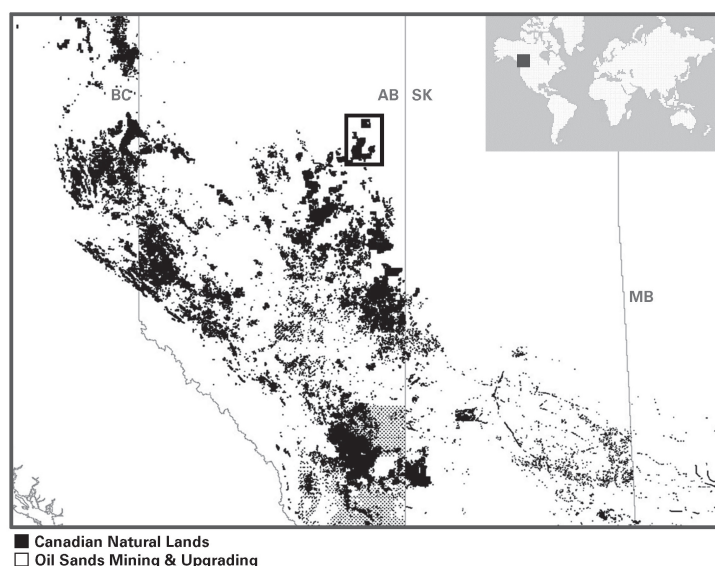 BC
AB
SK
MB
Canadian Natural Lands
Oil Sands Mining & Upgrading